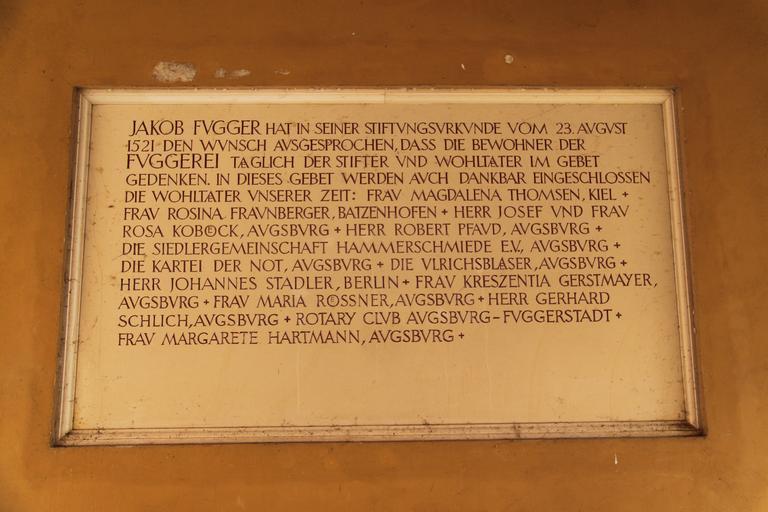 JAKOB FVGGER HAT IN SEINER STIFTVNGSVRKVNDE VOM 23. AVGVST
1521 DEN WVNSCH AVSGESPROCHEN, DASS DIE BEWOHNER DER
FVGGEREI TÄGLICH DER STIFTER VND WOHLTÄTER IM GEBET
GEDENKEN. IN DIESES GEBET WERDEN AVCH DANKBAR EINGESCHLOSSEN
DIE WOHLTÄTER VNSERER ZEIT: FRAV MAGDALENA THOMSEN, KIEL +
FRAV ROSINA FRAVNBERGER, BATZENHOFEN + HERR JOSEF VND FRAV
ROSA KOBOECK, AVGSBVRG + HERR ROBERT PFAVD, AVGSBVRG +
DIE SIEDLERGEMEINSCHAFT HAMMERSCHMIEDE E.V., AVGSBVRG +
DIE KARTEI DER NOT, AVGSBVRG + DIE VLRICHSBLÄSER, AVGSBVRG +
HERR JOHANNES STADLER, BERLIN + FRAV KRESZENTIA GERSTMAYER,
AVGSBVRG + FRAV MARIA ROESSNER, AVGSBVRG + HERR GERHARD
SCHLICH, AVGSBVRG + ROTARY CLVB AVGSBVRG - FVGGERSTADT +
FRAV MARGARETE HARTMANN, AVGSBVRG +